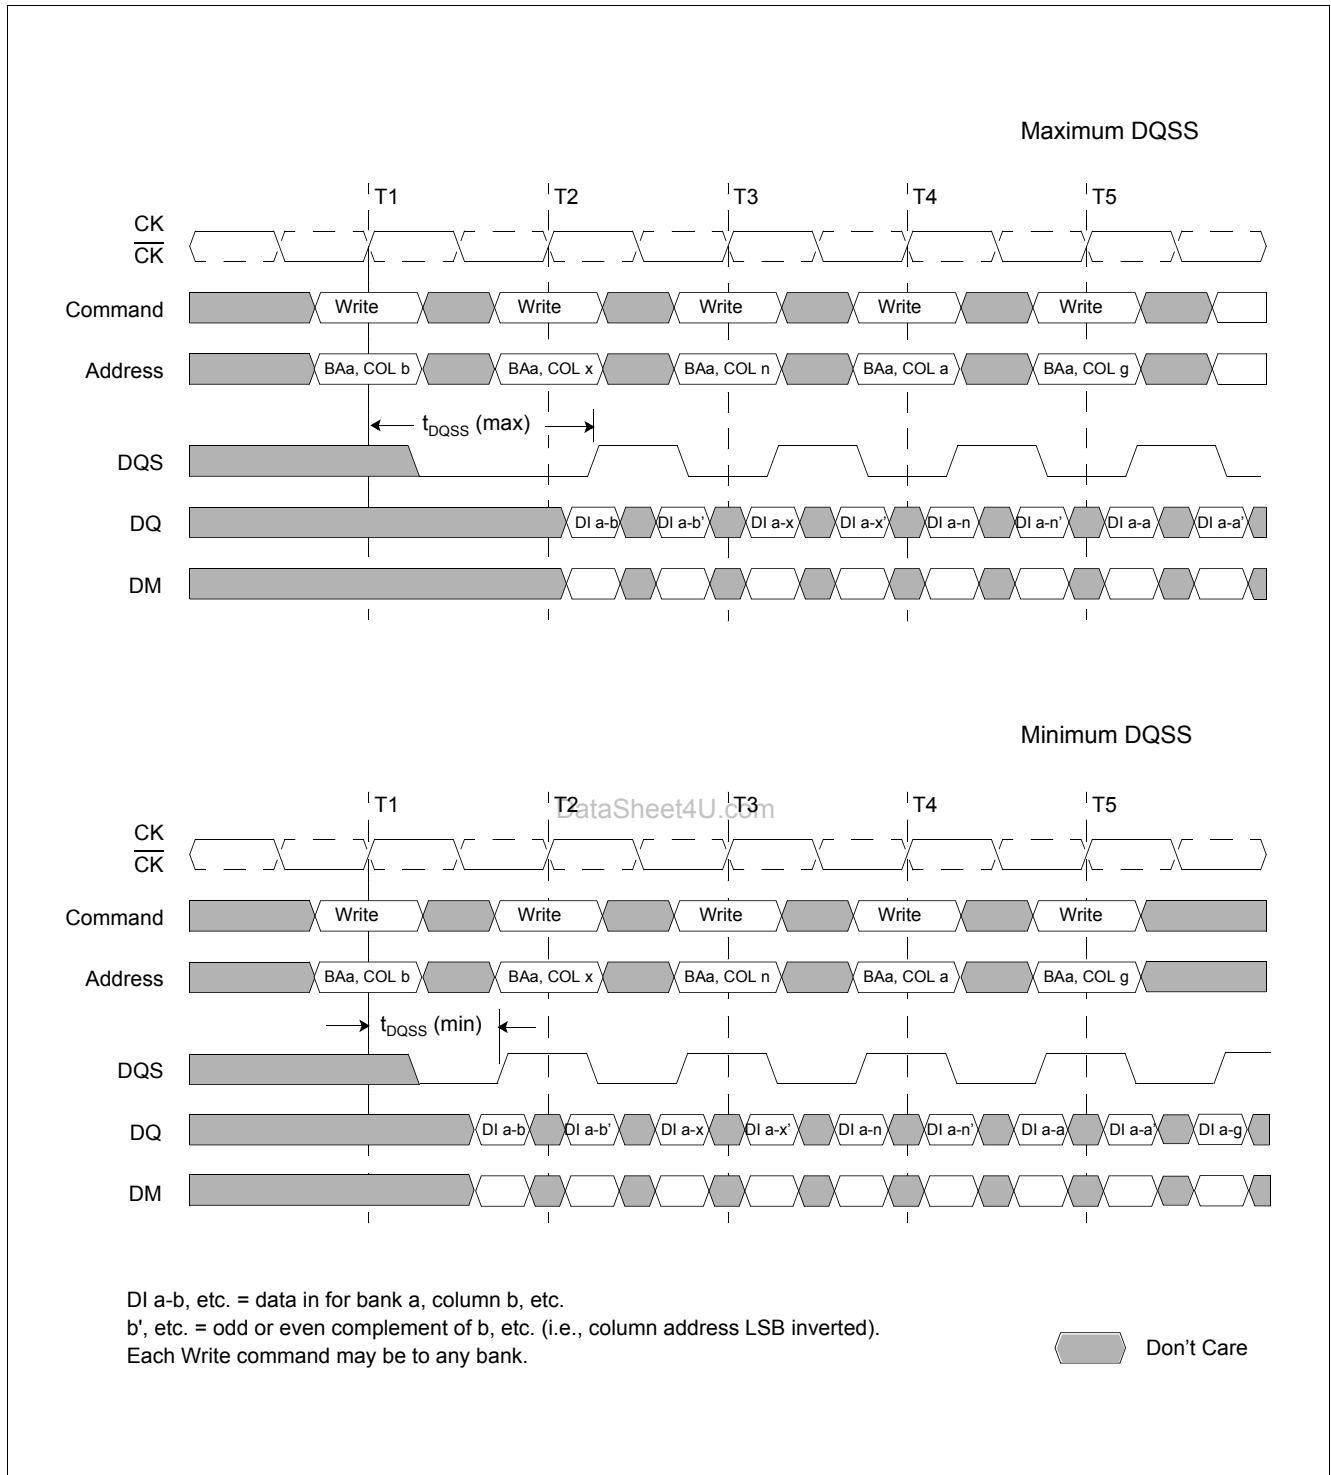 Maximum DQSS
T1 T2 T3 T4 T5
CK
CK
Command Write Write Write Write Write
Address BAa, COL b BAa, COL x BAa, COL n BAa, COL a BAa, COL g
tDQSS (max)
DQS
DQ DI a-b DI a-b' DI a-x DI a-x' DI a-n DI a-n' DI a-a DI a-a'
DM
Minimum DQSS
T1 T2 T3 T4 T5
DataSheet4U.com
CK
CK
Command Write Write Write Write Write
Address BAa, COL b BAa, COL x BAa, COL n BAa, COL a BAa, COL g
tDQSS (min)
DQS
DQ DI a-b DI a-b' DI a-x DI a-x' DI a-n DI a-n' DI a-a DI a-a' DI a-g
DM
DI a-b, etc. = data in for bank a, column b, etc.
b', etc. = odd or even complement of b, etc. (i.e., column address LSB inverted).
Each Write command may be to any bank.
Don't Care